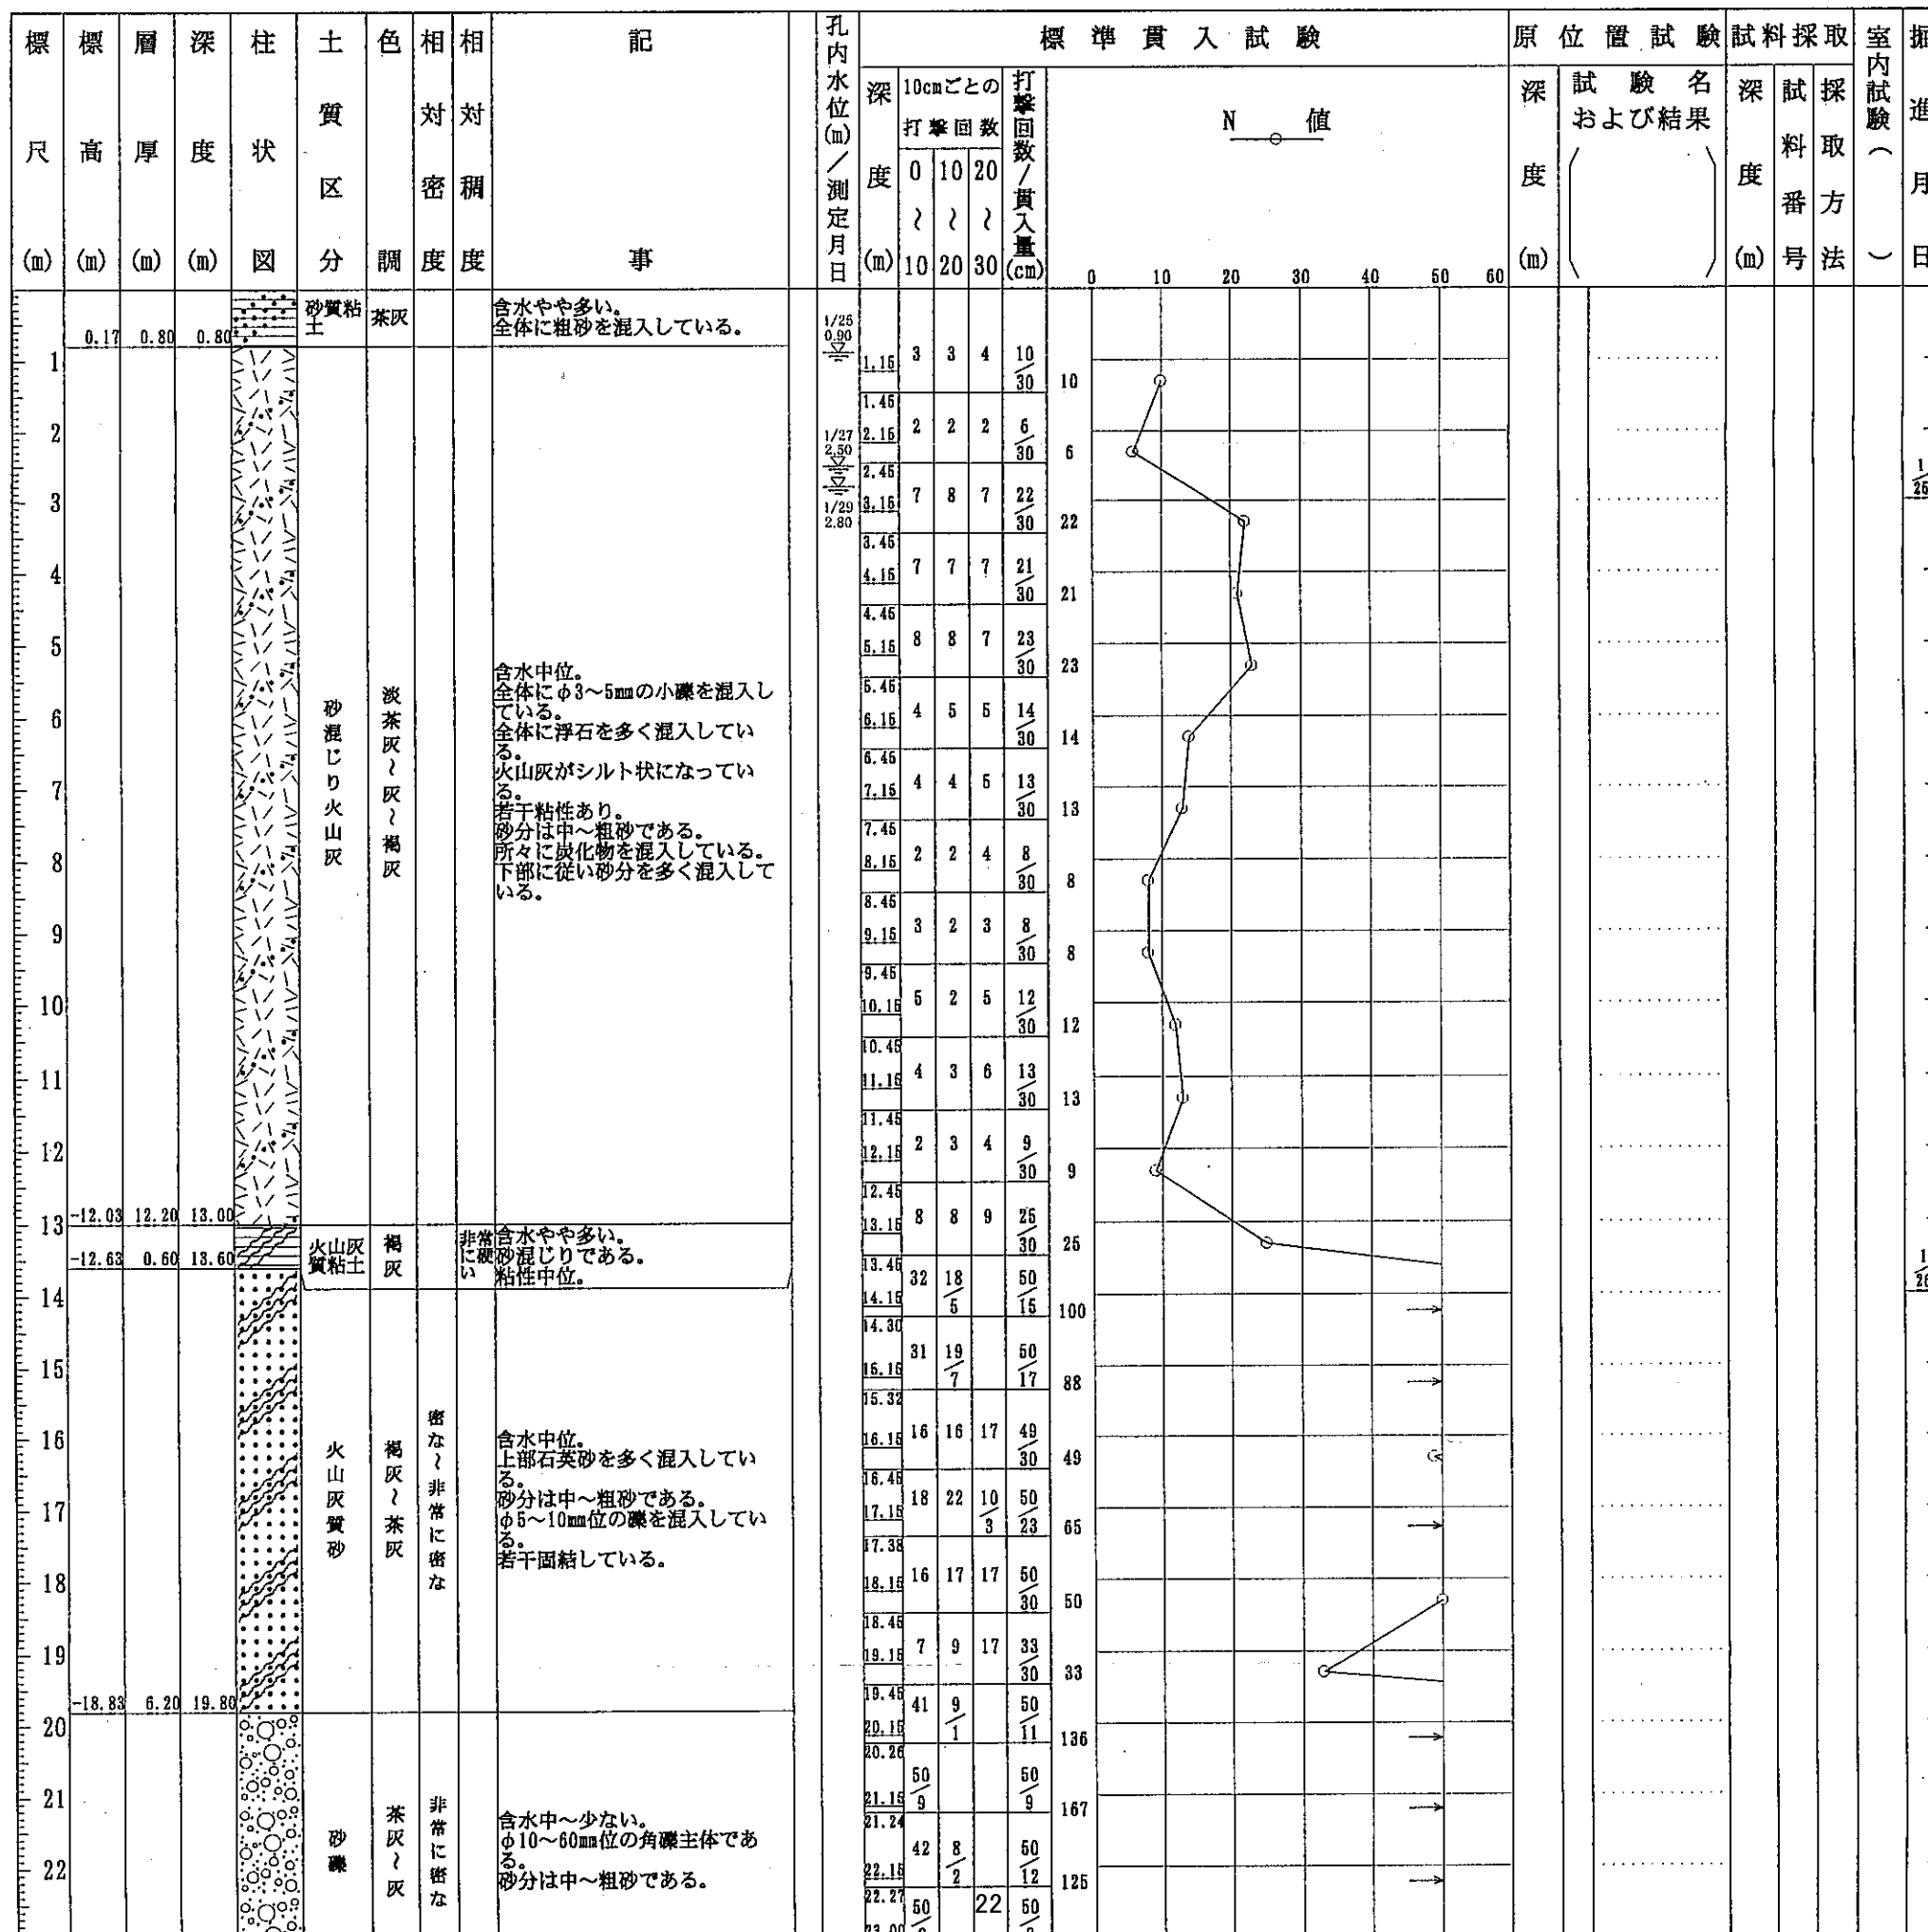 標尺(m)
標高(m)
層厚(m)
深度(m)
柱状図
土質区分
色調
相対密度
相対稠度
記事
孔内水位(m)/測定月日
標準貫入試験
深度(m)
10cmごとの
打撃回数
0〜10
10〜20
20〜30
打撃回数/貫入量(cm)
N値
0 10 20 30 40 50 60
原位置試験
深度(m)
試験名
および結果
試料採取
深度(m)
試料番号
採取方法
室内試験()
進月日
0.17 0.80 0.80
砂質粘土
茶灰
含水やや多い。
全体に粗砂を混入している。
-12.03 12.20 13.00
砂混じり火山灰
淡茶灰〜灰〜褐灰
含水中位。
全体にφ3〜5mmの小礫を混入し
ている。
全体に浮石を多く混入してい
る。
火山灰がシルト状になってい
る。
若干粘性あり。
砂分は中〜粗砂である。
所々に炭化物を混入している。
下部に従い砂分を多く混入して
いる。
-12.63 0.60 13.60
火山灰質粘土
褐灰
非常に硬い
含水やや多い。
砂混じりである。
粘性中位。
-18.83 6.20 19.80
火山灰質砂
褐灰〜茶灰
密な〜非常に密な
含水中位。
上部石英砂を多く混入してい
る。
砂分は中〜粗砂である。
φ5〜10mm位の礫を混入してい
る。
若干固結している。
砂礫
茶灰〜灰
非常に密な
含水中〜少ない。
φ10〜60mm位の角礫主体であ
る。
砂分は中〜粗砂である。
1
2
3
4
5
6
7
8
9
10
11
12
13
14
15
16
17
18
19
20
21
22
0.90
1/27
2.50
1/29
2.80
1.15 3 3 4 10/30 10
1.45
2.15 2 2 2 6/30 6
2.45
3.15 7 8 7 22/30 22
3.45
4.15 7 7 7 21/30 21
4.45
5.15 8 8 7 23/30 23
5.45
6.15 4 5 5 14/30 14
6.45
7.15 4 4 5 13/30 13
7.45
8.15 2 2 4 8/30 8
8.45
9.15 3 2 3 8/30 8
9.45
10.15 5 2 5 12/30 12
10.45
11.15 4 3 6 13/30 13
11.45
12.15 2 3 4 9/30 9
12.45
13.15 8 8 9 25/30 25
13.45
14.15 32 18/5 50/15 100
14.30
15.15 31 19/7 50/17 88
15.32
16.15 16 16 17 49/30 49
16.45
17.15 18 22 10/3 50/23 65
17.38
18.15 16 17 17 50/30 50
18.45
19.15 7 9 17 33/30 33
19.45
20.15 41 9/1 50/11 136
20.26
21.15 50/9 50/9 167
21.24
22.15 42 8/2 50/12 125
22.27
50 22 50